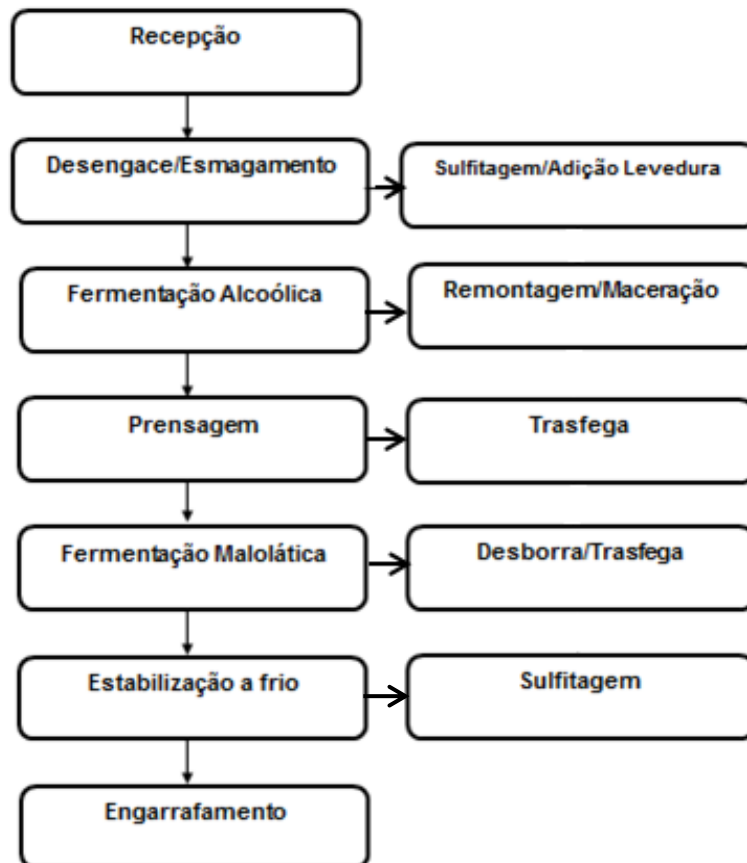 Recepção
Desengace/Esmagamento
Sulfitagem/Adição Levedura
Fermentação Alcoólica
Remontagem/Maceração
Prensagem
Trasfega
Fermentação Malolática
Desborra/Trasfega
Estabilização a frio
Sulfitagem
Engarrafamento